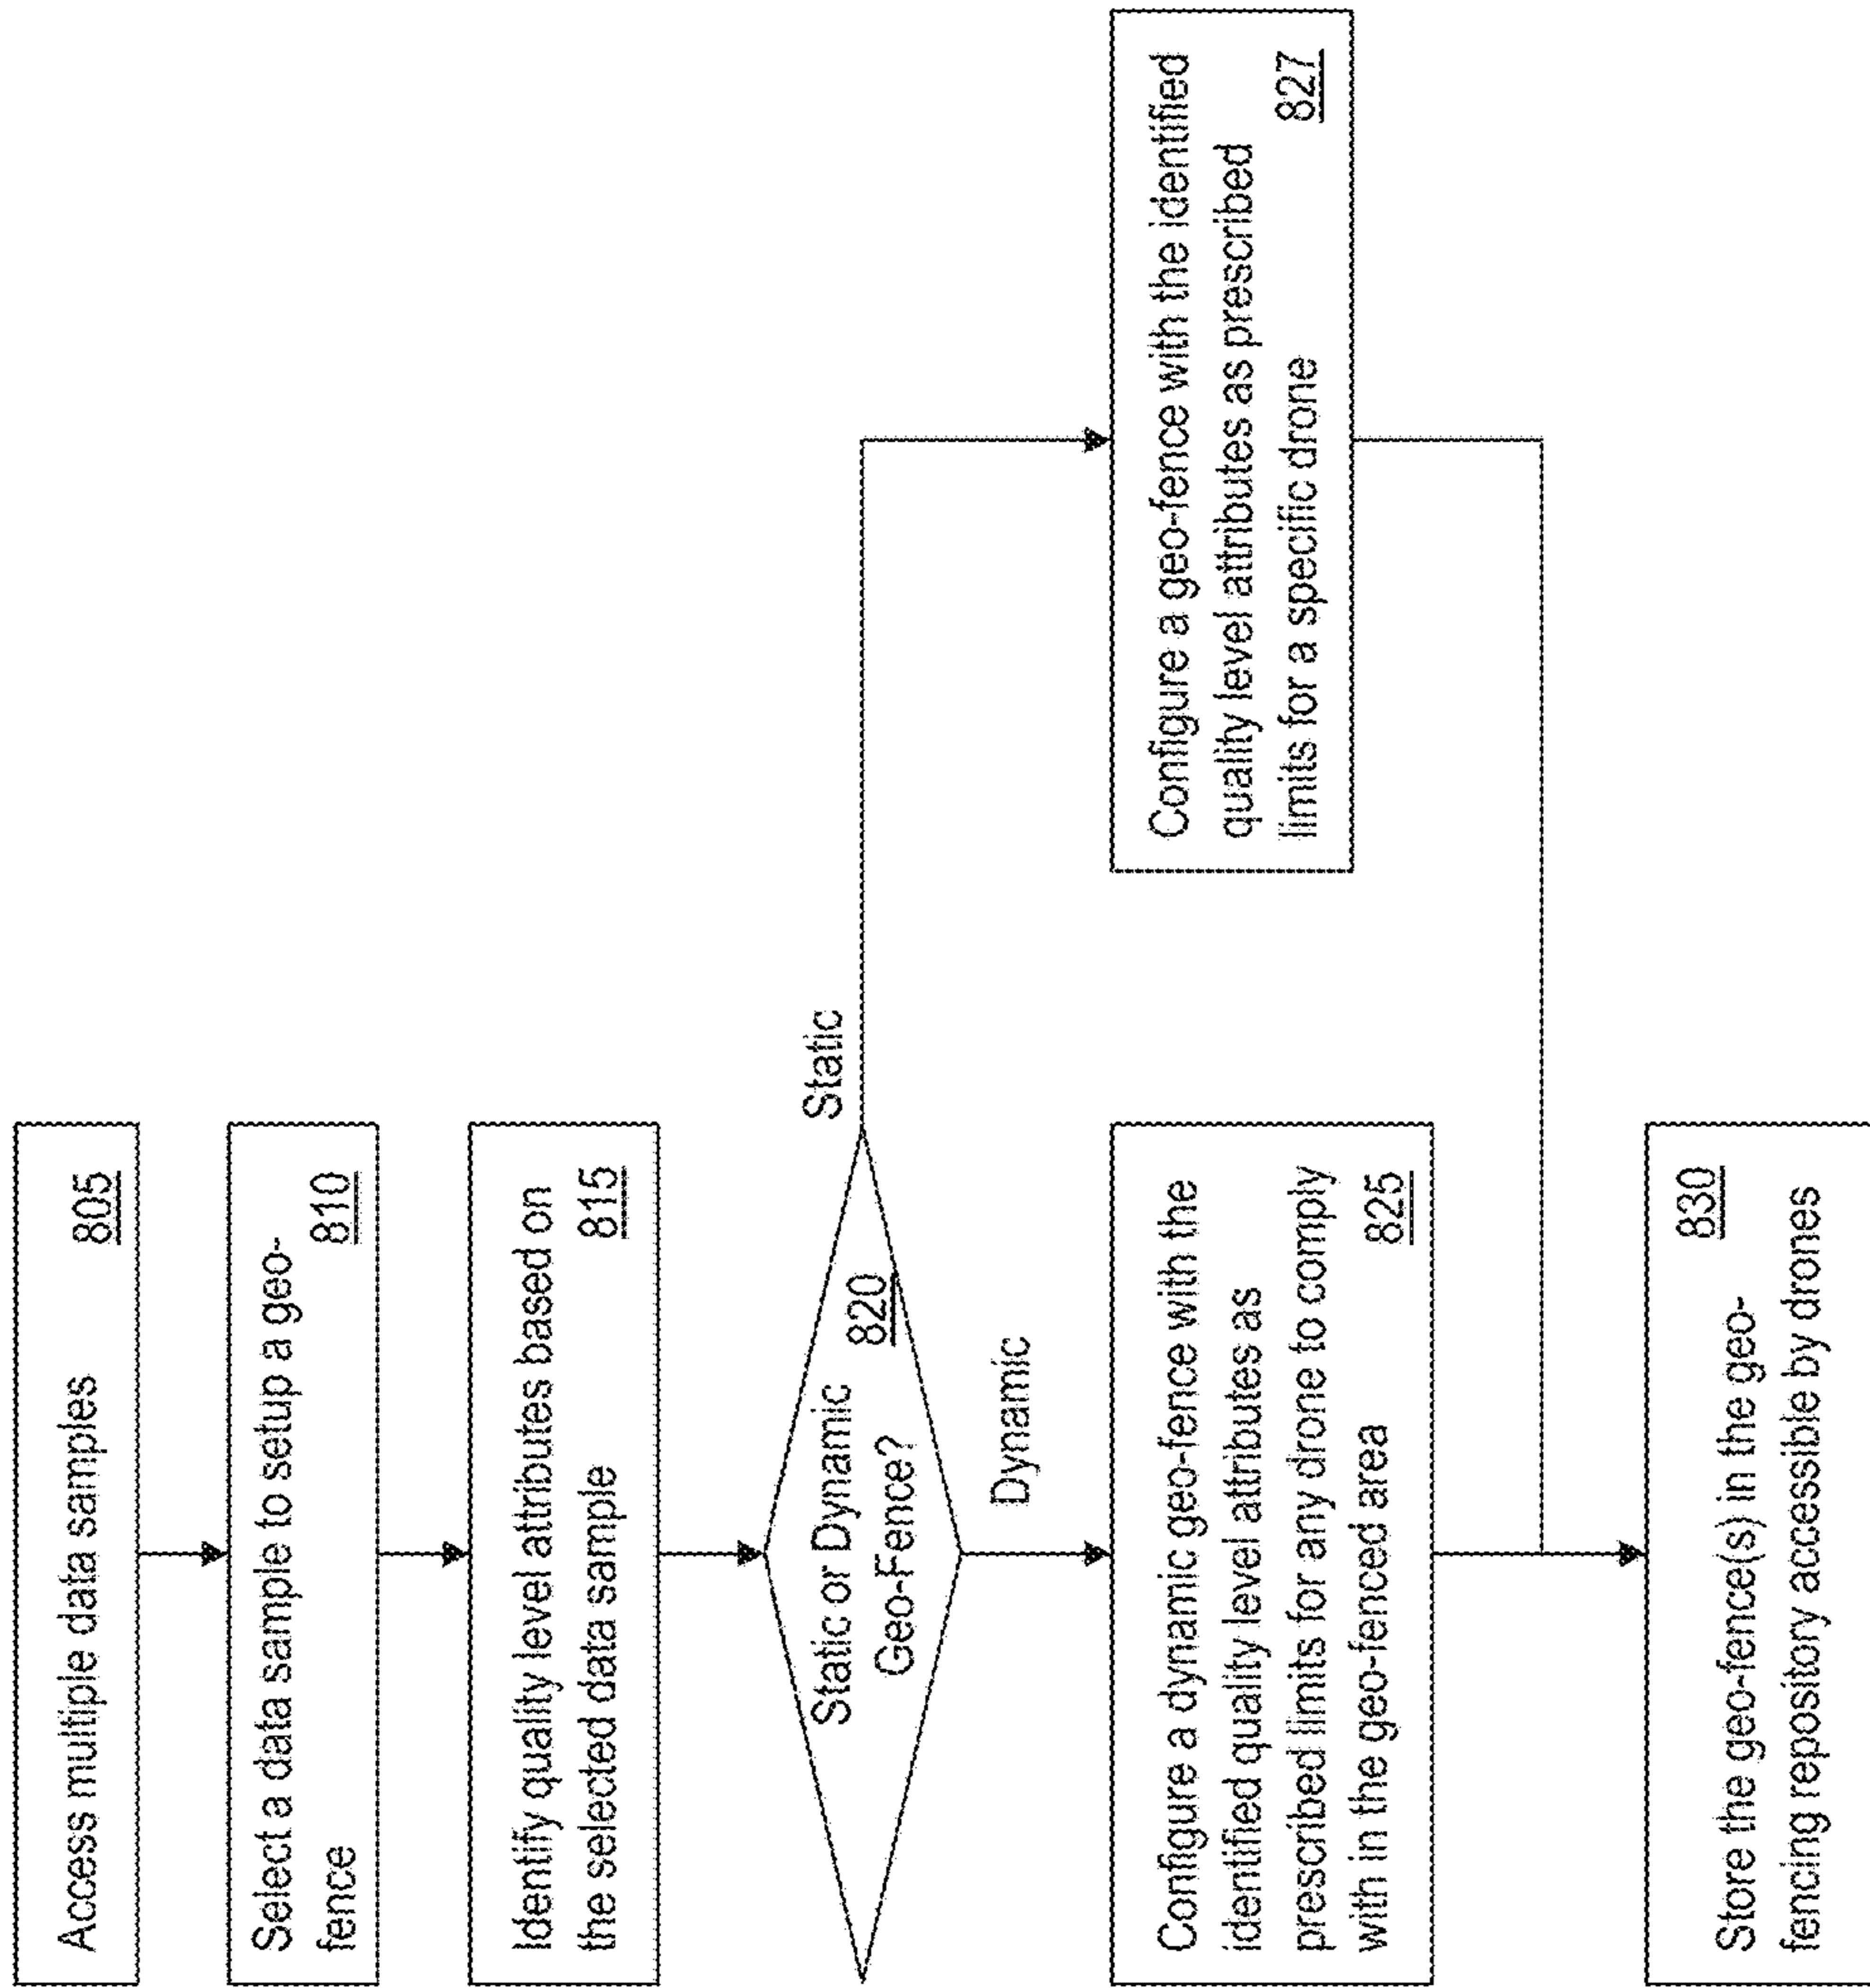 Access multiple data samples
805
Select a data sample to setup a geo-
fence
810
Identify quality level attributes based on
the selected data sample
815
Static or Dynamic
820
Geo-Fence?
Static
Dynamic
Configure a dynamic geo-fence with the
identified quality level attributes as
prescribed limits for any drone to comply
with in the geo-fenced area
825
Configure a geo-fence with the identified
quality level attributes as prescribed
limits for a specific drone
827
830
Store the geo-fence(s) in the geo-
fencing repository accessible by drones